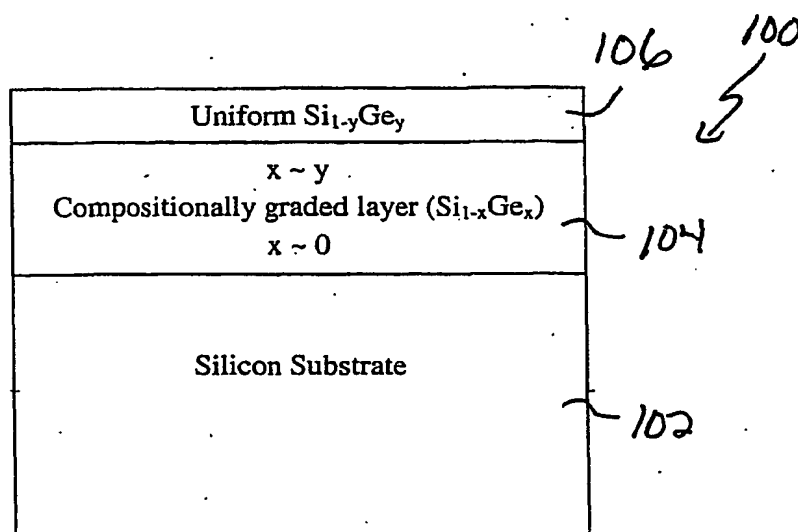 106
100
Uniform Si₁₋yGey
x ~ y
Compositionally graded layer (Si₁₋ₓGeₓ)
104
x ~ 0
Silicon Substrate
102